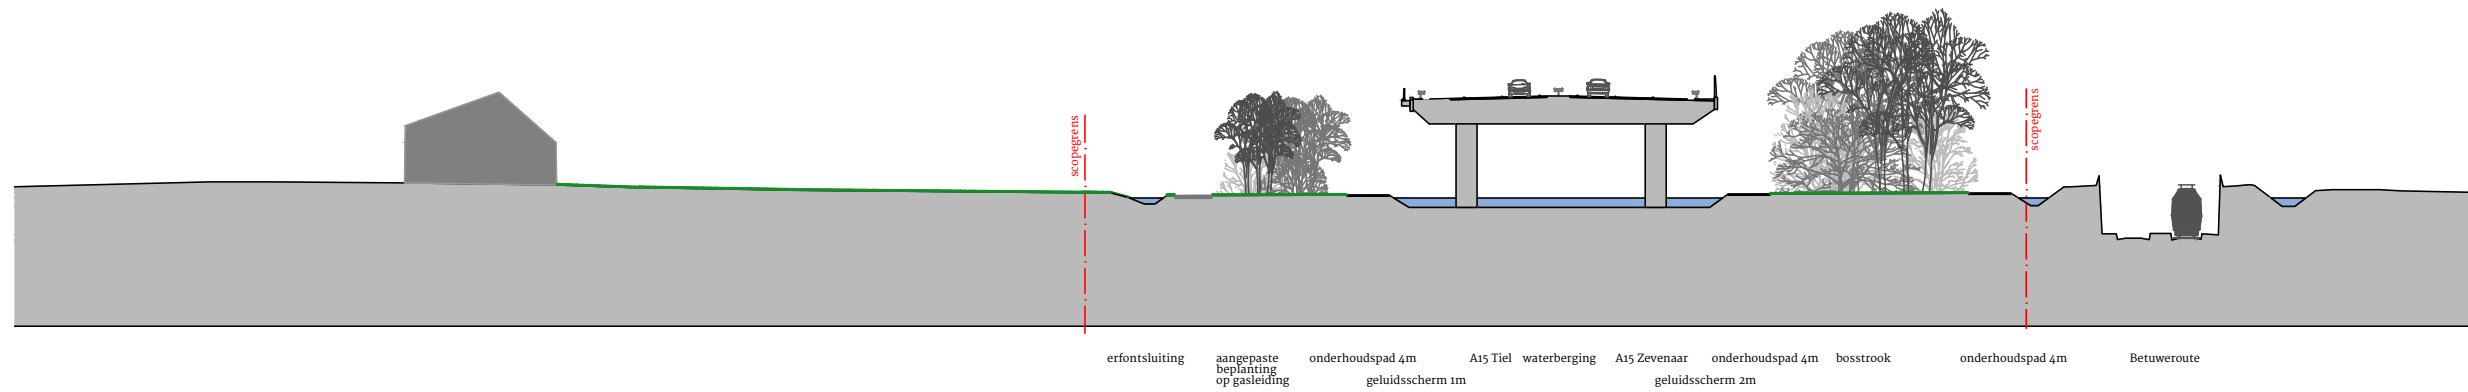 scopegrens
scopegrens
erfontsluiting
aangepaste
beplanting
op gasleiding
onderhoudspad 4m
geluidsscherm 1m
A15 Tiel
waterberging
A15 Zevenaar
geluidsscherm 2m
onderhoudspad 4m
bosstrook
onderhoudspad 4m
Betuweroute